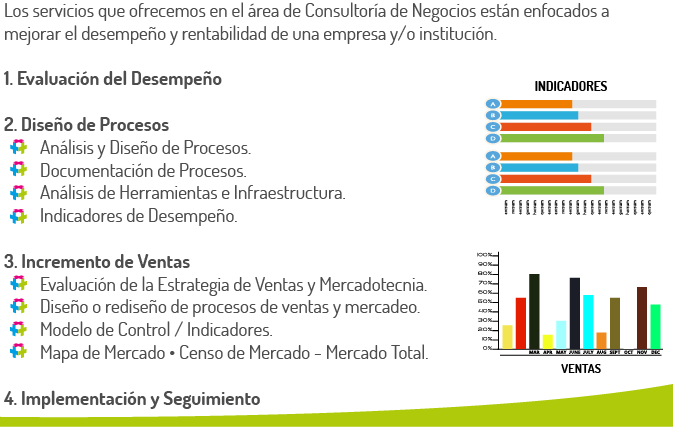 Los servicios que ofrecemos en el área de Consultoría de Negocios están enfocados a
mejorar el desempeño y rentabilidad de una empresa y/o institución.
1. Evaluación del Desempeño
2. Diseño de Procesos
Análisis y Diseño de Procesos.
Documentación de Procesos.
Análisis de Herramientas e Infraestructura.
Indicadores de Desempeño.
3. Incremento de Ventas
Evaluación de la Estrategia de Ventas y Mercadotecnia.
Diseño o rediseño de procesos de ventas y mercadeo.
Modelo de Control / Indicadores.
Mapa de Mercado • Censo de Mercado - Mercado Total.
4. Implementación y Seguimiento
INDICADORES
A
B
C
D
A
B
C
D
100%
90%
80%
70%
60%
50%
40%
30%
20%
10%
0%
MAR APR MAY JUNE JULY AUG SEPT OCT NOV DEC
VENTAS